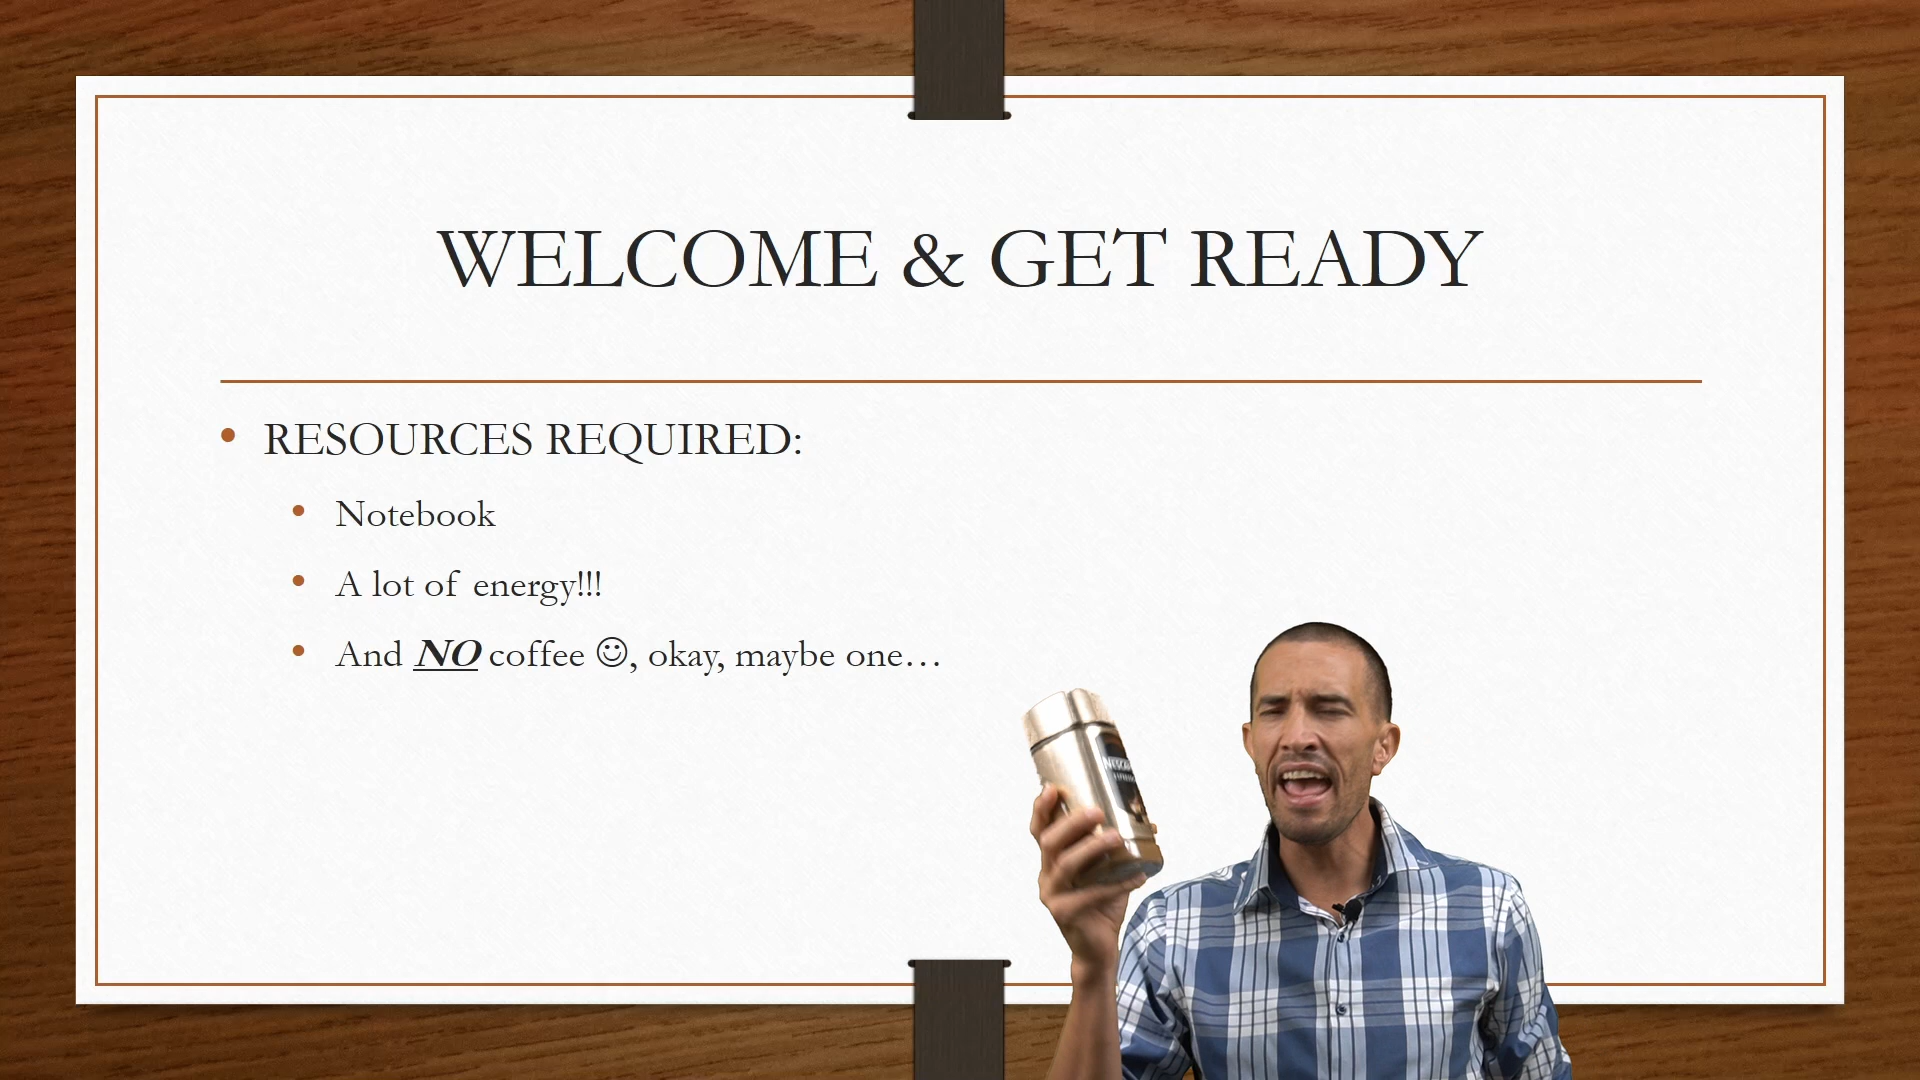 WELCOME & GET READY
RESOURCES REQUIRED:
Notebook
A lot of energy!!!
And NO coffee ☺, okay, maybe one…